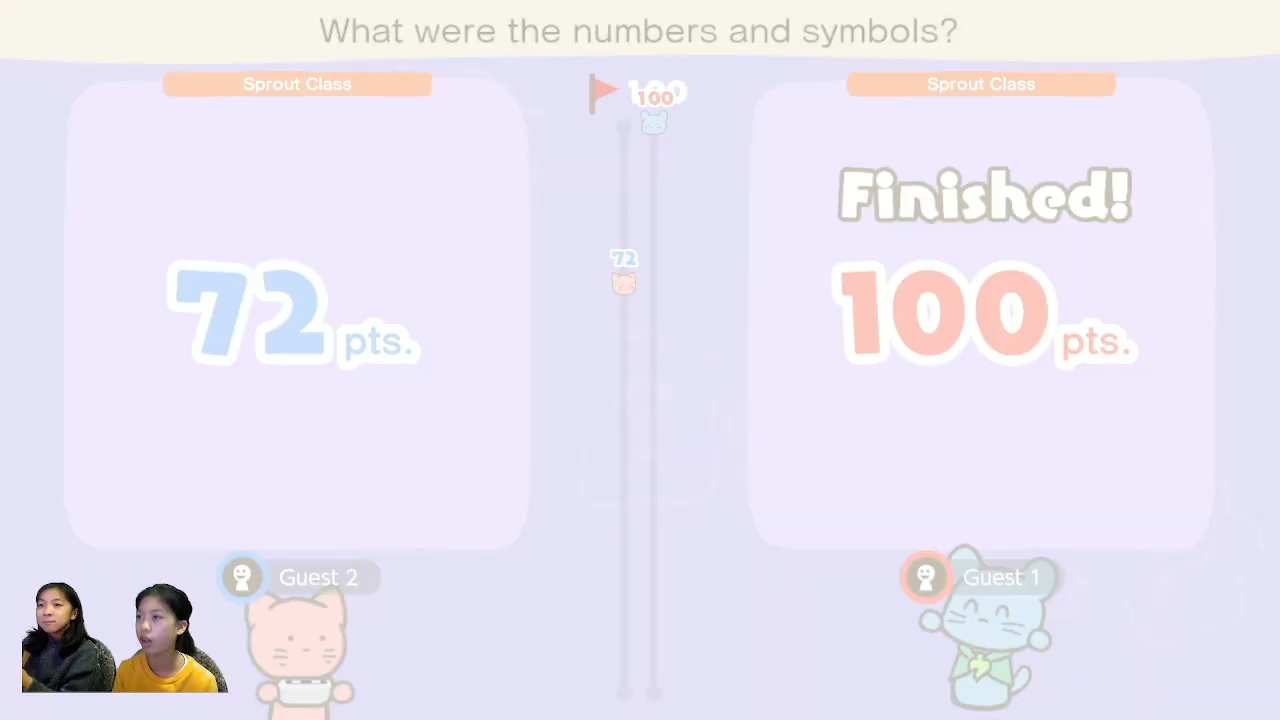 What were the numbers and symbols?
Sprout Class
72 pts.
Guest 2
100
72
Sprout Class
Finished!
100 pts.
Guest 1